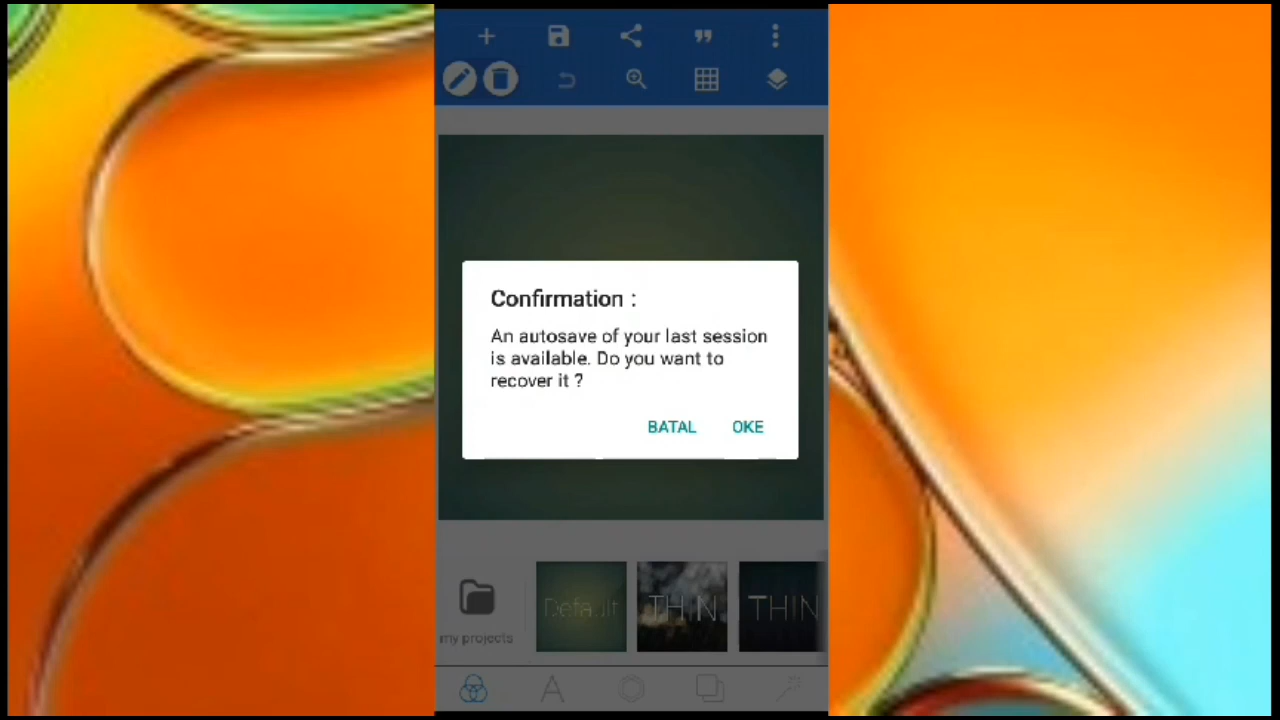 Confirmation :
An autosave of your last session
is available. Do you want to
recover it ?
BATAL OKE
Default
THIN
THIN
my projects